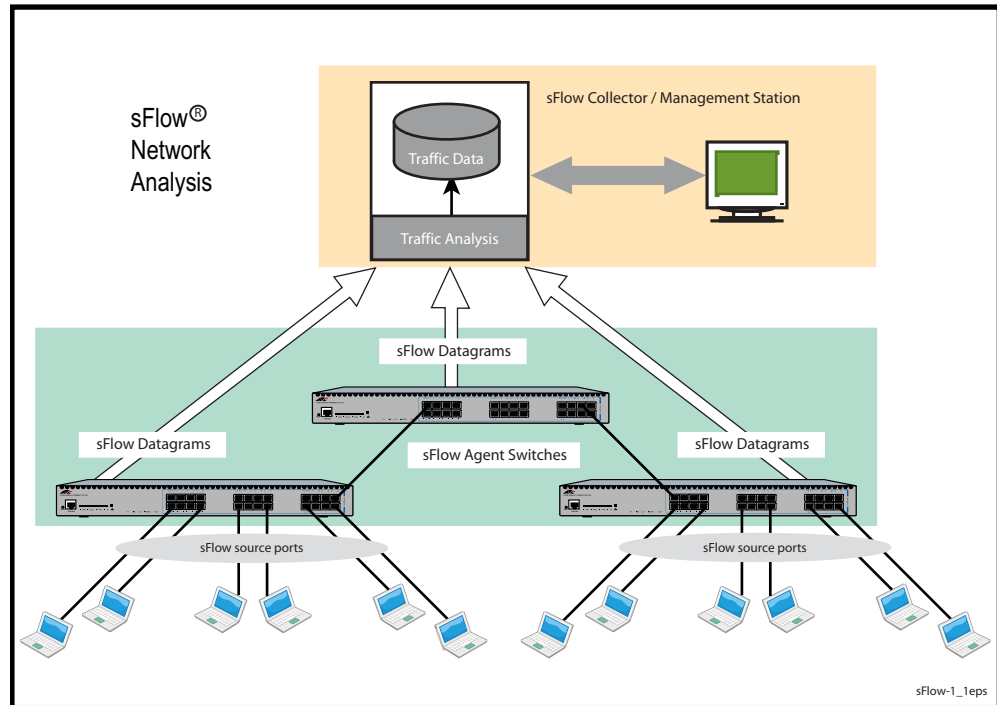 sFlow®
Network
Analysis
sFlow Collector / Management Station
Traffic Data
Traffic Analysis
sFlow Datagrams
sFlow Datagrams
sFlow Agent Switches
sFlow Datagrams
sFlow source ports
sFlow source ports
sFlow-1_1eps